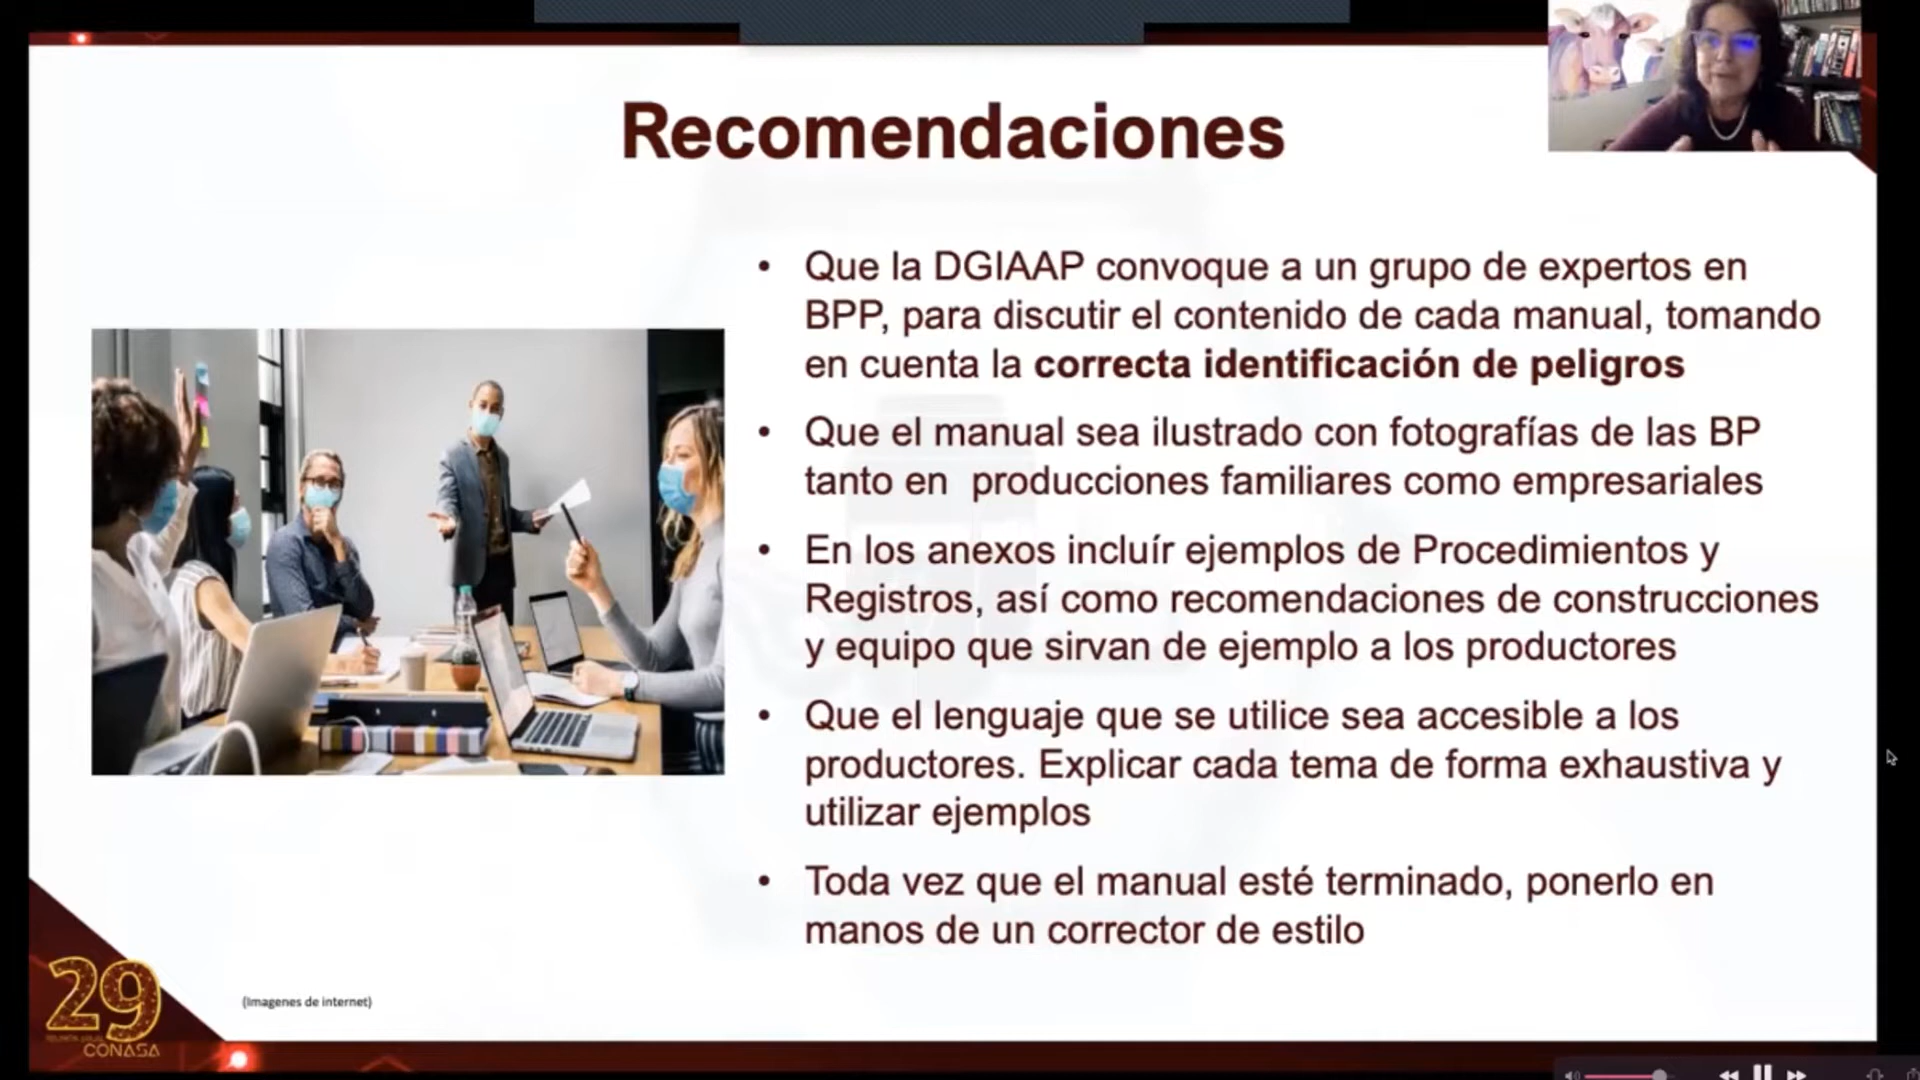 Recomendaciones
• Que la DGIAAP convoque a un grupo de expertos en
BPP, para discutir el contenido de cada manual, tomando
en cuenta la correcta identificación de peligros
• Que el manual sea ilustrado con fotografías de las BP
tanto en  producciones familiares como empresariales
• En los anexos incluír ejemplos de Procedimientos y
Registros, así como recomendaciones de construcciones
y equipo que sirvan de ejemplo a los productores
• Que el lenguaje que se utilice sea accesible a los
productores. Explicar cada tema de forma exhaustiva y
utilizar ejemplos
• Toda vez que el manual esté terminado, ponerlo en
manos de un corrector de estilo
(Imagenes de internet)
29
CONASA